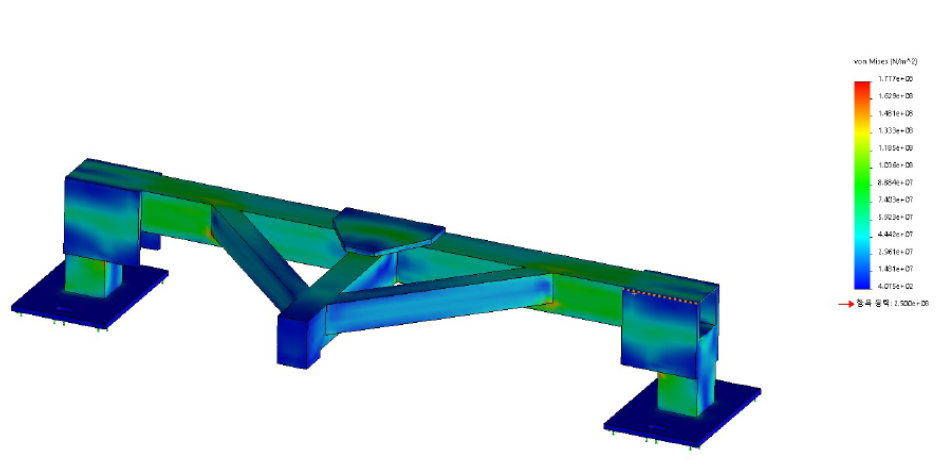 von Mises (N/m^2)
1.777e+08
1.629e+08
1.481e+08
1.333e+08
1.185e+08
1.036e+08
8.884e+07
7.403e+07
5.923e+07
4.442e+07
2.961e+07
1.481e+07
4.075e+02
항복 응력: 2.500e+08